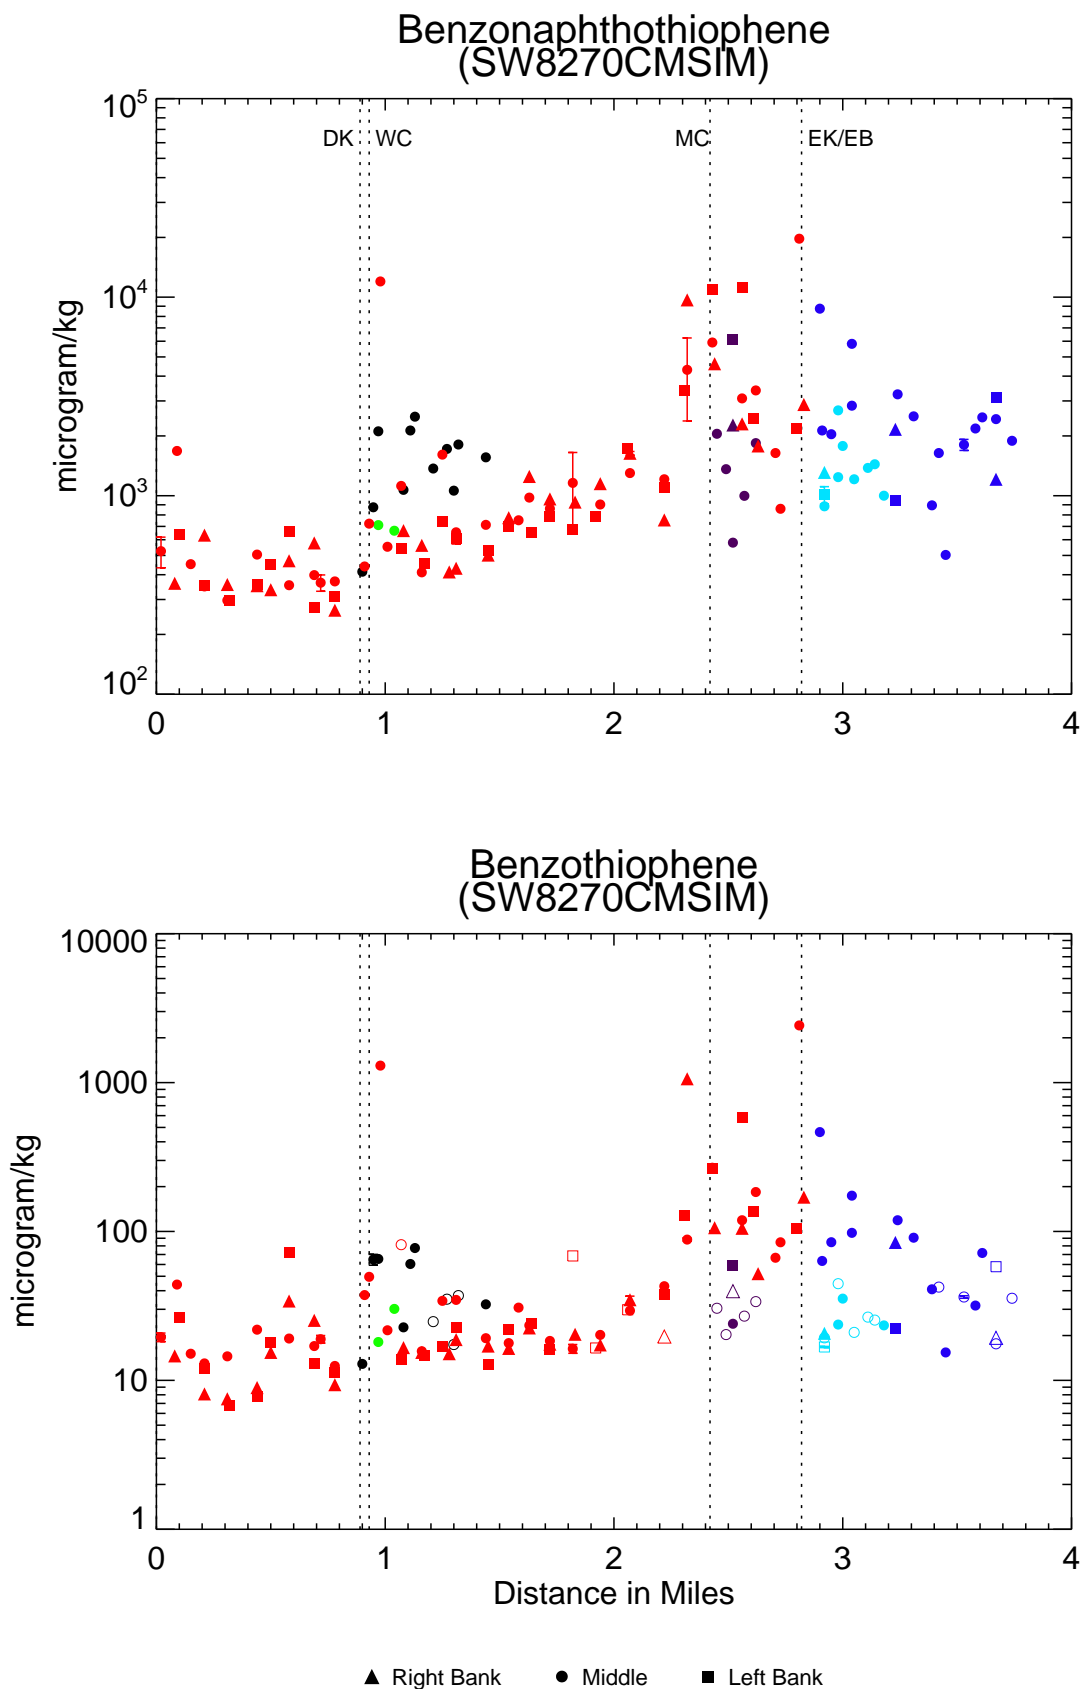 Benzonaphthothiophene
(SW8270CMSIM)
10^5
DK WC MC EK/EB
10^4
microgram/kg
10^3
10^2
0 1 2 3 4
Benzothiophene
(SW8270CMSIM)
10000
1000
microgram/kg
100
10
1
0 1 2 3 4
Distance in Miles
Right Bank Middle Left Bank